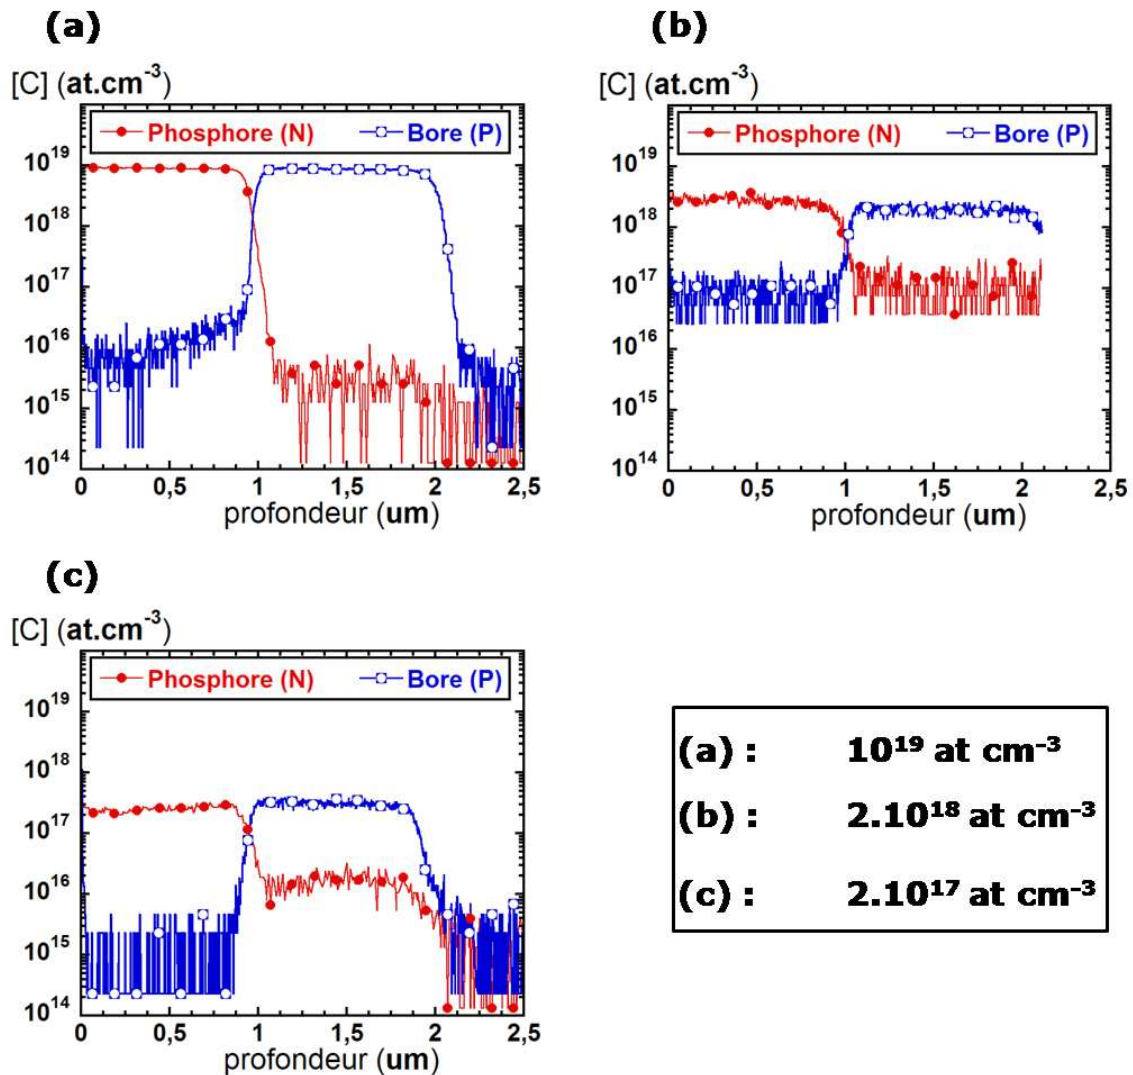 (a)
[C] (at.cm-3)
Phosphore (N) Bore (P)
10^19
10^18
10^17
10^16
10^15
10^14
0 0,5 1 1,5 2 2,5
profondeur (um)
(b)
[C] (at.cm-3)
Phosphore (N) Bore (P)
10^19
10^18
10^17
10^16
10^15
10^14
0 0,5 1 1,5 2 2,5
profondeur (um)
(c)
[C] (at.cm-3)
Phosphore (N) Bore (P)
10^19
10^18
10^17
10^16
10^15
10^14
0 0,5 1 1,5 2 2,5
profondeur (um)
(a) : 10^19 at cm-3
(b) : 2.10^18 at cm-3
(c) : 2.10^17 at cm-3